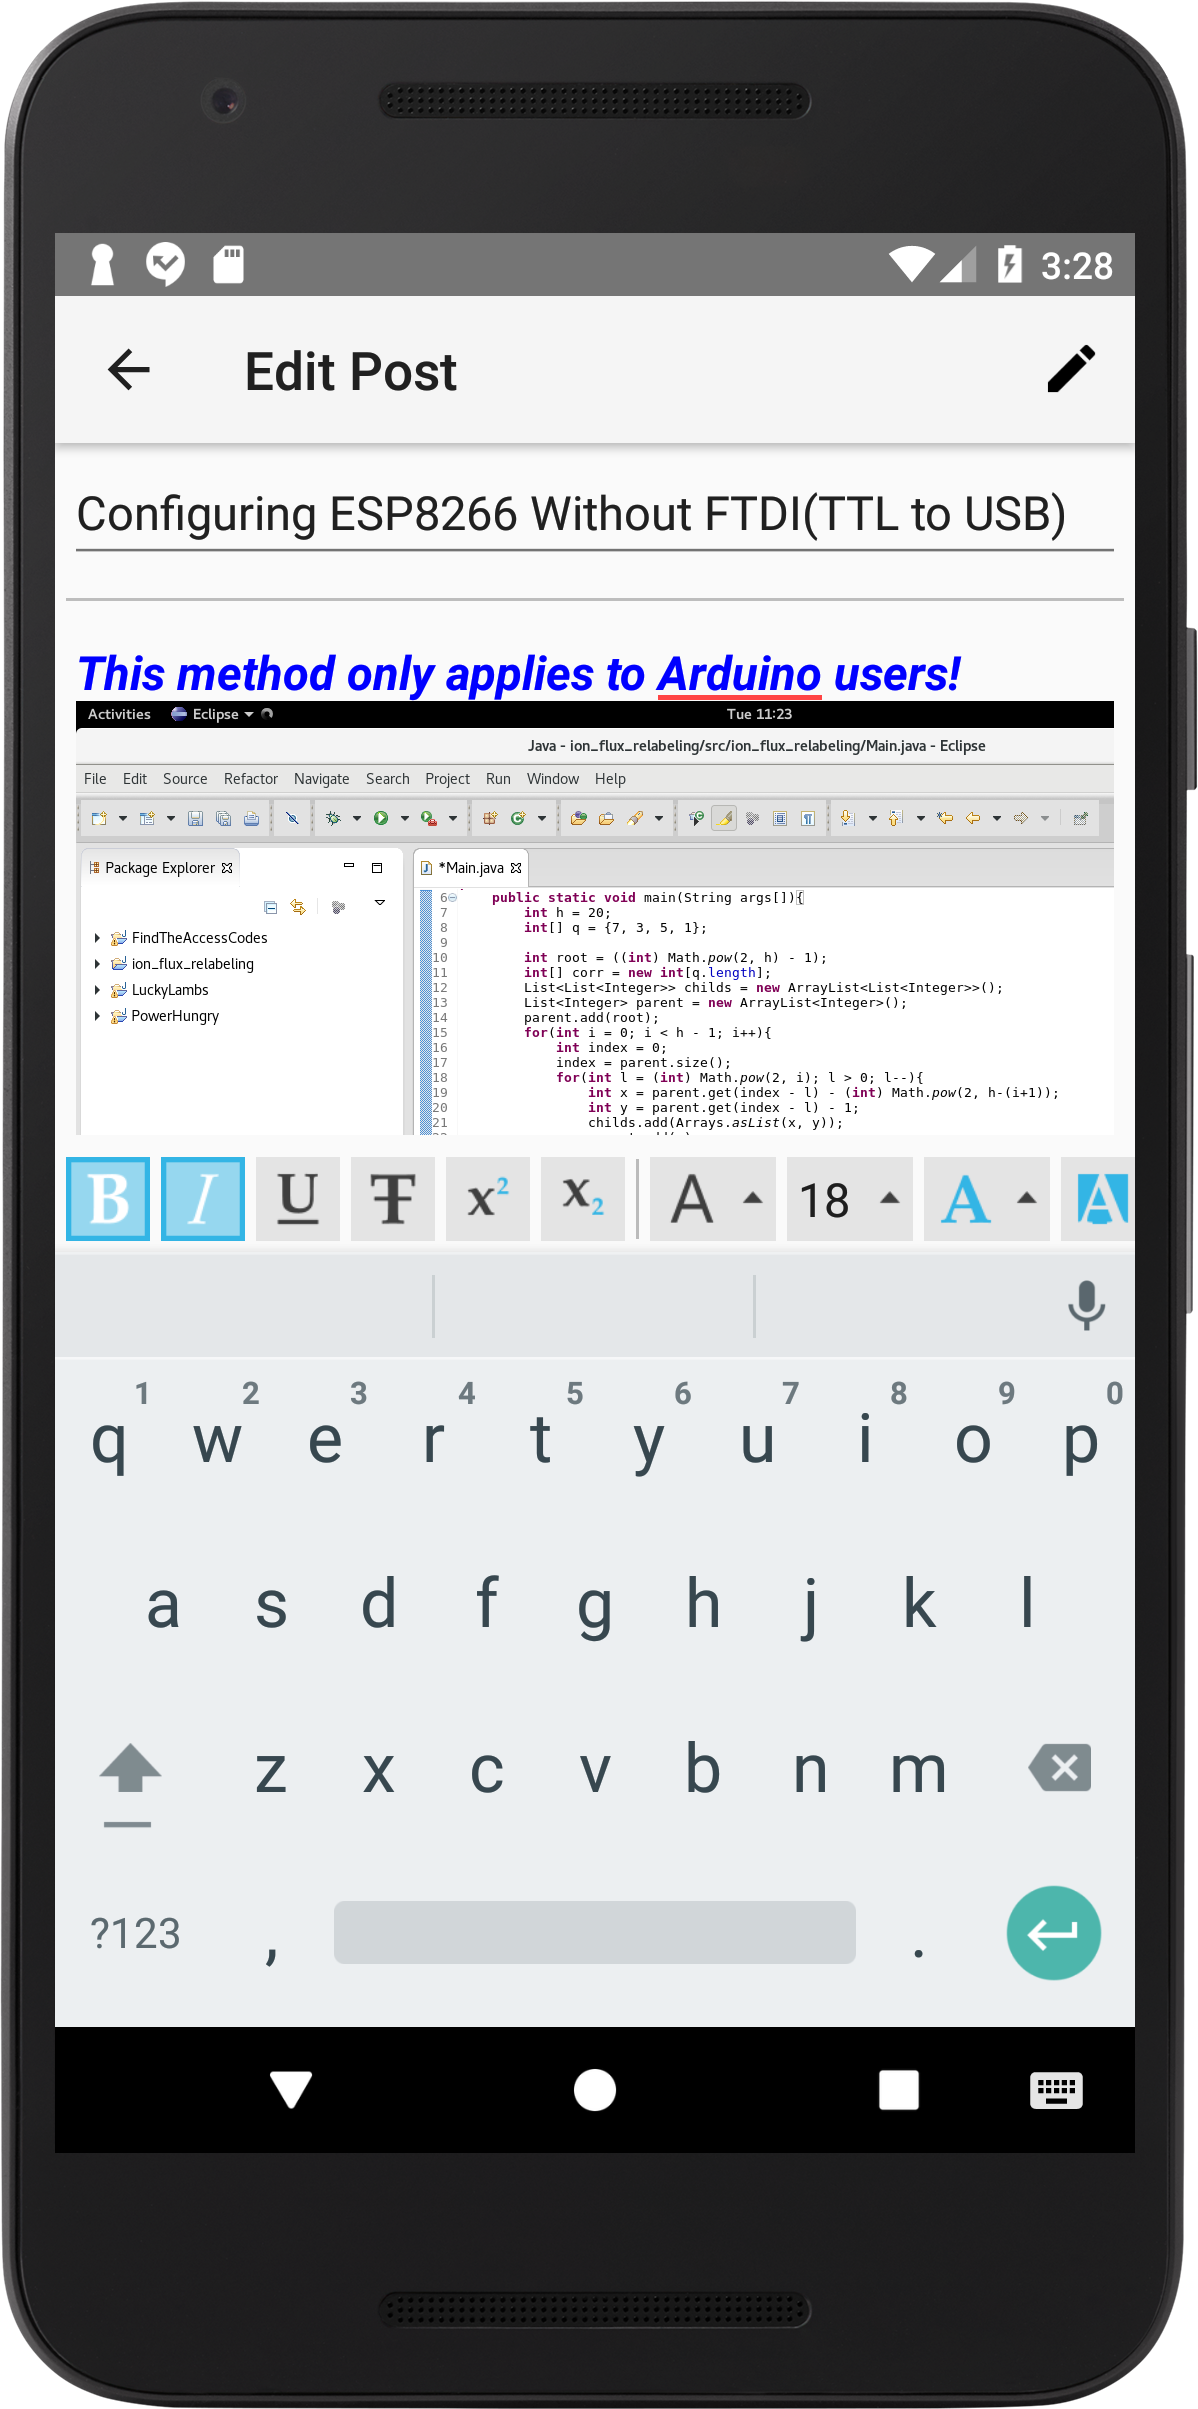 3:28
Edit Post
Configuring ESP8266 Without FTDI(TTL to USB)
This method only applies to Arduino users!
Activities Eclipse Tue 11:23
Java - ion_flux_relabeling/src/ion_flux_relabeling/Main.java - Eclipse
File Edit Source Refactor Navigate Search Project Run Window Help
Package Explorer *Main.java
FindTheAccessCodes
ion_flux_relabeling
LuckyLambs
PowerHungry
6 public static void main(String args[]){
7 int h = 20;
8 int[] q = {7, 3, 5, 1};
9
10 int root = ((int) Math.pow(2, h) - 1);
11 int[] corr = new int[q.length];
12 List<List<Integer>> childs = new ArrayList<List<Integer>>();
13 List<Integer> parent = new ArrayList<Integer>();
14 parent.add(root);
15 for(int i = 0; i < h - 1; i++){
16 int index = 0;
17 index = parent.size();
18 for(int l = (int) Math.pow(2, i); l > 0; l--){
19 int x = parent.get(index - l) - (int) Math.pow(2, h-(i+1));
20 int y = parent.get(index - l) - 1;
21 childs.add(Arrays.asList(x, y));
B I U T x² x₂ A 18 A A
1 2 3 4 5 6 7 8 9 0
q w e r t y u i o p
a s d f g h j k l
z x c v b n m
?123 , .